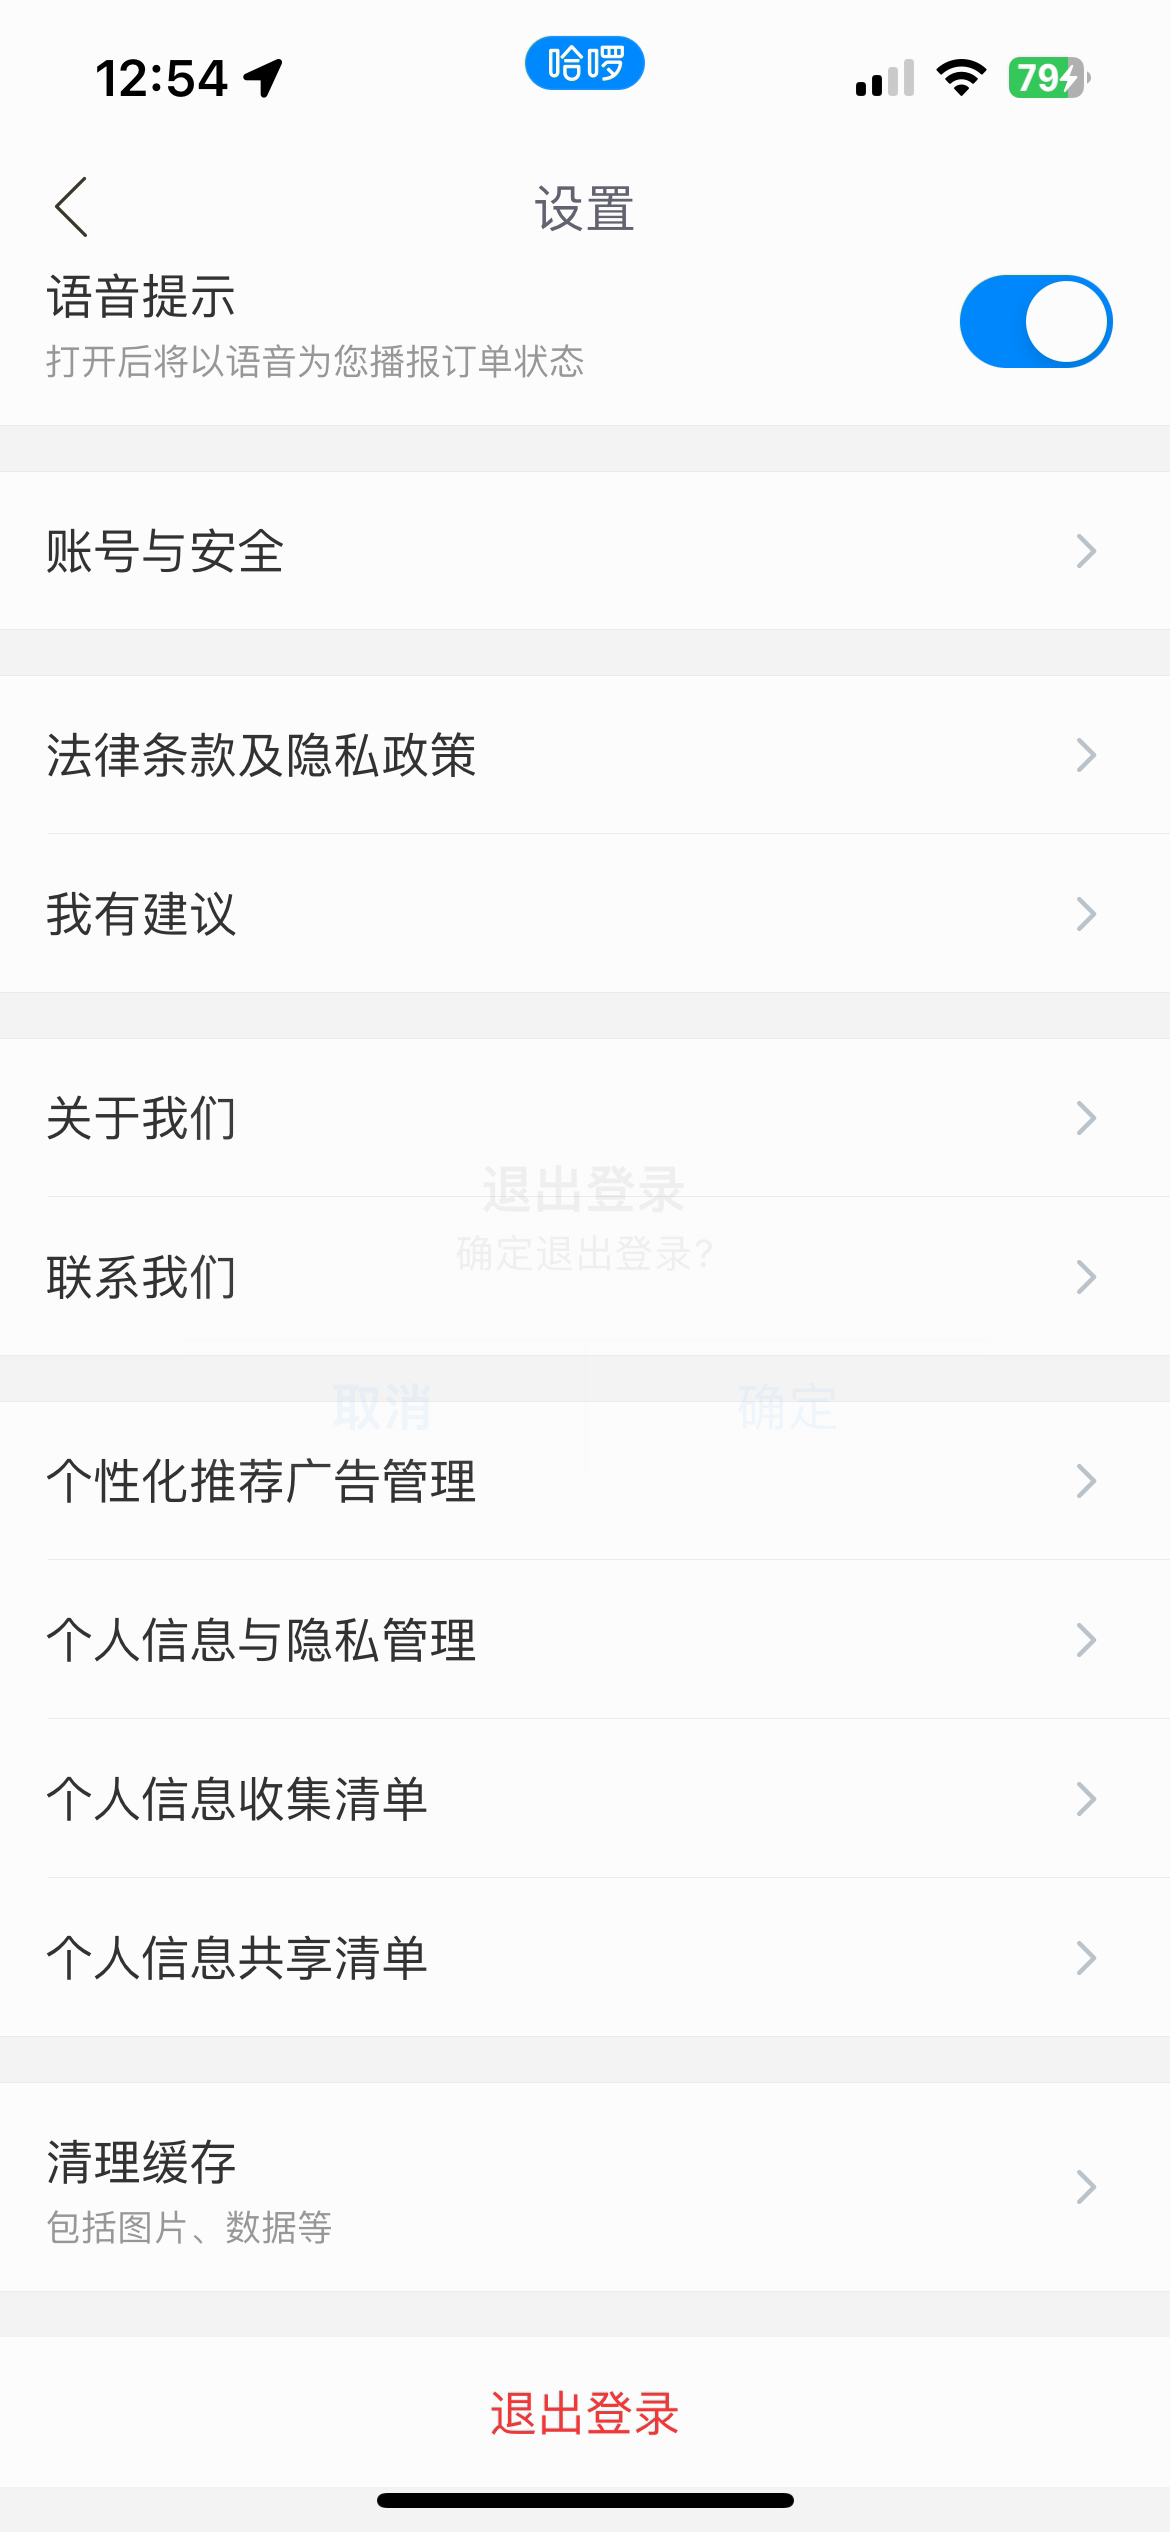 12:54
哈啰
79
设置
语音提示
打开后将以语音为您播报订单状态
账号与安全
法律条款及隐私政策
我有建议
关于我们
退出登录
确定退出登录?
联系我们
取消
确定
个性化推荐广告管理
个人信息与隐私管理
个人信息收集清单
个人信息共享清单
清理缓存
包括图片、数据等
退出登录